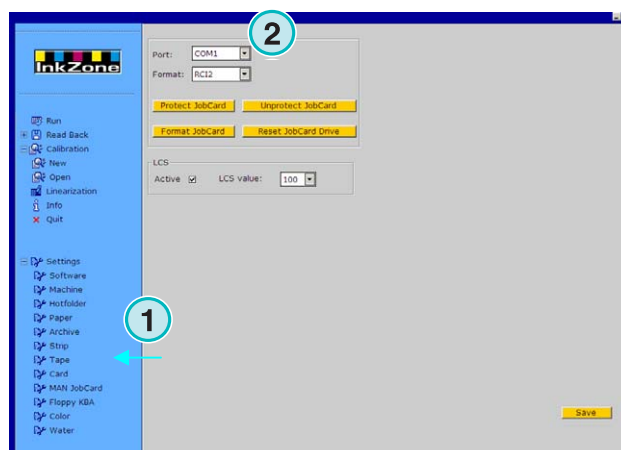 2
InkZone
Port: COM1
Format: RCI2
Protect JobCard Unprotect JobCard
Format JobCard Reset JobCard Drive
LCS
Active LCS value: 100
Run
Read Back
Calibration
New
Open
Linearization
Info
Quit
Settings
Software
Machine
Hotfolder
Paper
1
Archive
Strip
Tape
Card
MAN JobCard
Floppy KBA
Color
Water
Save